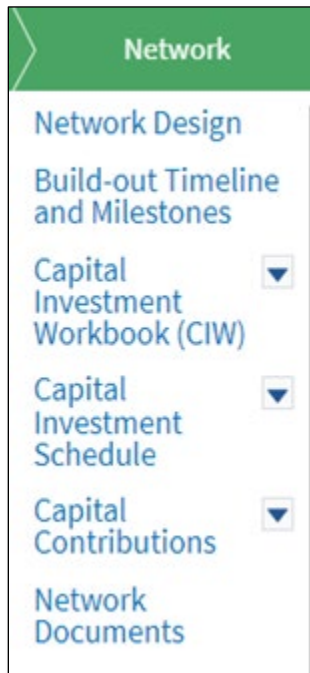 Network
Network Design
Build-out Timeline
and Milestones
Capital
Investment
Workbook (CIW)
Capital
Investment
Schedule
Capital
Contributions
Network
Documents